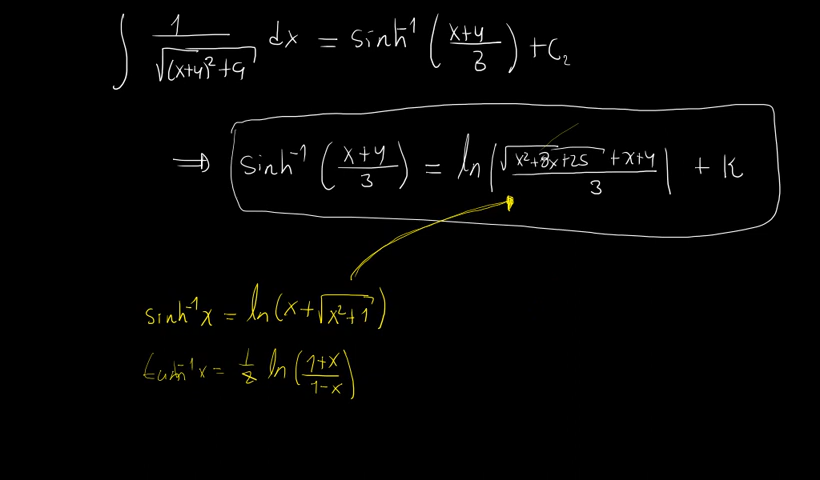 ∫ 1/√((x+4)²+9) dx = sinh⁻¹ ((x+4)/3) + C₂
⇒ sinh⁻¹ ((x+4)/3) = ln |(√(x²+8x+25) + x+4)/3| + K
sinh⁻¹x = ln(x+√(x²+1))
tanh⁻¹x = 1/2 ln((1+x)/(1-x))